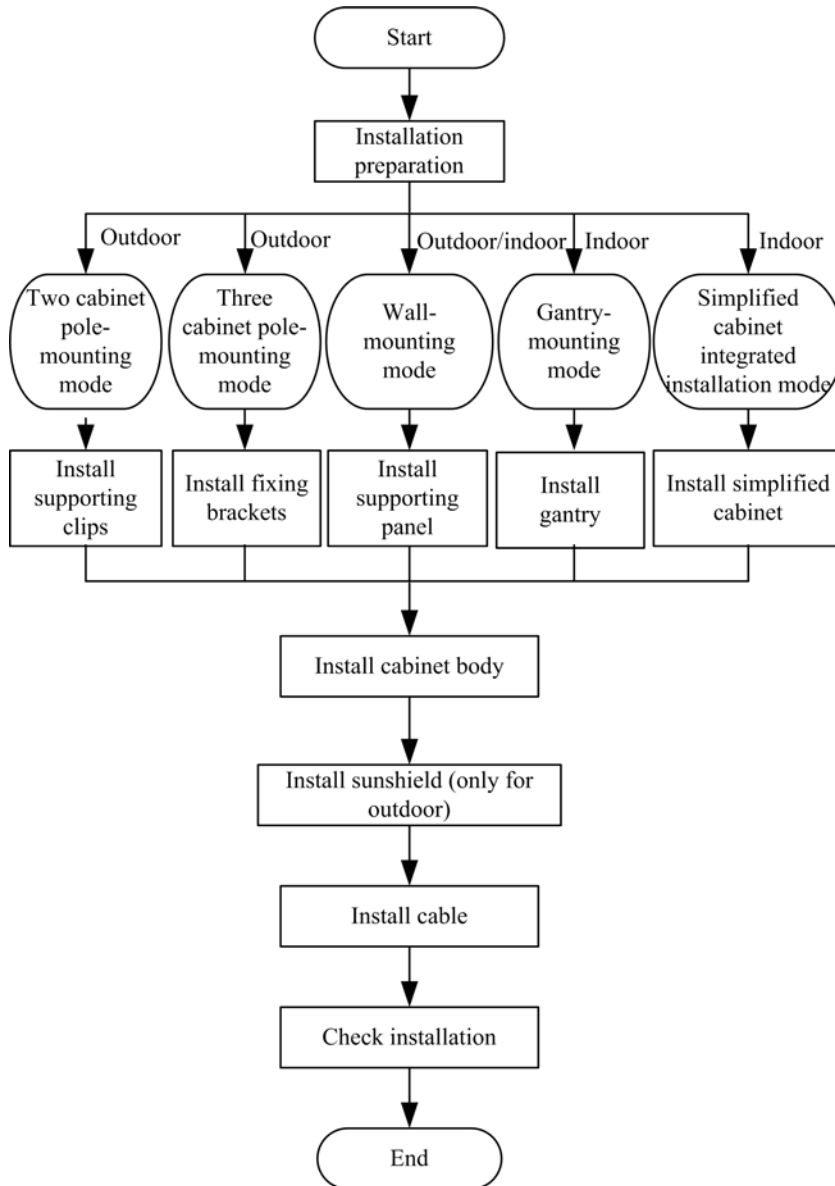 Start
Installation
preparation
Outdoor
Outdoor
Outdoor/indoor
Indoor
Indoor
Two cabinet
pole-
mounting
mode
Three
cabinet pole-
mounting
mode
Wall-
mounting
mode
Gantry-
mounting
mode
Simplified
cabinet
integrated
installation mode
Install
supporting
clips
Install fixing
brackets
Install
supporting
panel
Install
gantry
Install simplified
cabinet
Install cabinet body
Install sunshield (only for
outdoor)
Install cable
Check installation
End